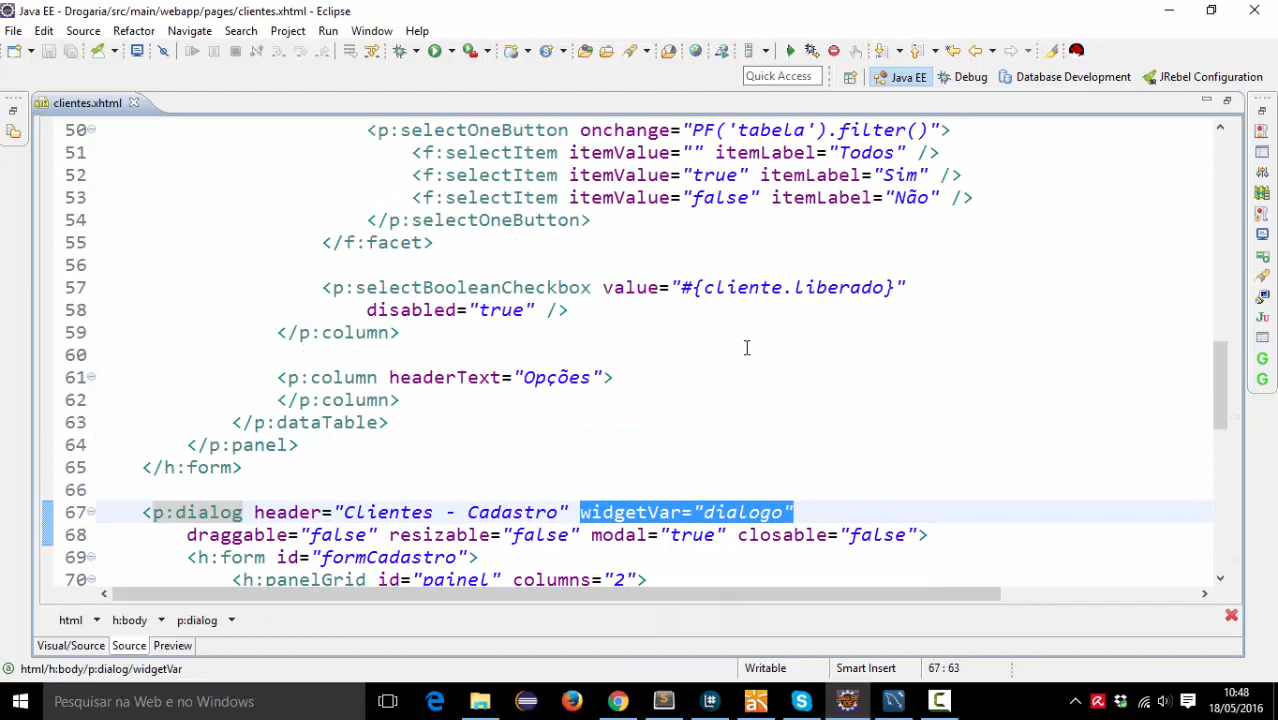 Java EE - Drogaria/src/main/webapp/pages/clientes.xhtml - Eclipse
File Edit Source Refactor Navigate Search Project Run Window Help
Quick Access Java EE Debug Database Development JRebel Configuration
clientes.xhtml
50 <p:selectOneButton onchange="PF('tabela').filter()">
51 <f:selectItem itemValue="" itemLabel="Todos" />
52 <f:selectItem itemValue="true" itemLabel="Sim" />
53 <f:selectItem itemValue="false" itemLabel="Não" />
54 </p:selectOneButton>
55 </f:facet>
56
57 <p:selectBooleanCheckbox value="#{cliente.liberado}"
58 disabled="true" />
59 </p:column>
60
61 <p:column headerText="Opções">
62 </p:column>
63 </p:dataTable>
64 </p:panel>
65 </h:form>
66
67 <p:dialog header="Clientes - Cadastro" widgetVar="dialogo"
68 draggable="false" resizable="false" modal="true" closable="false">
69 <h:form id="formCadastro">
70 <h:panelGrid id="painel" columns="2">
html h:body p:dialog
Visual/Source Source Preview
html/h:body/p:dialog/widgetVar Writable Smart Insert 67 : 63
Pesquisar na Web e no Windows 10:48
18/05/2016